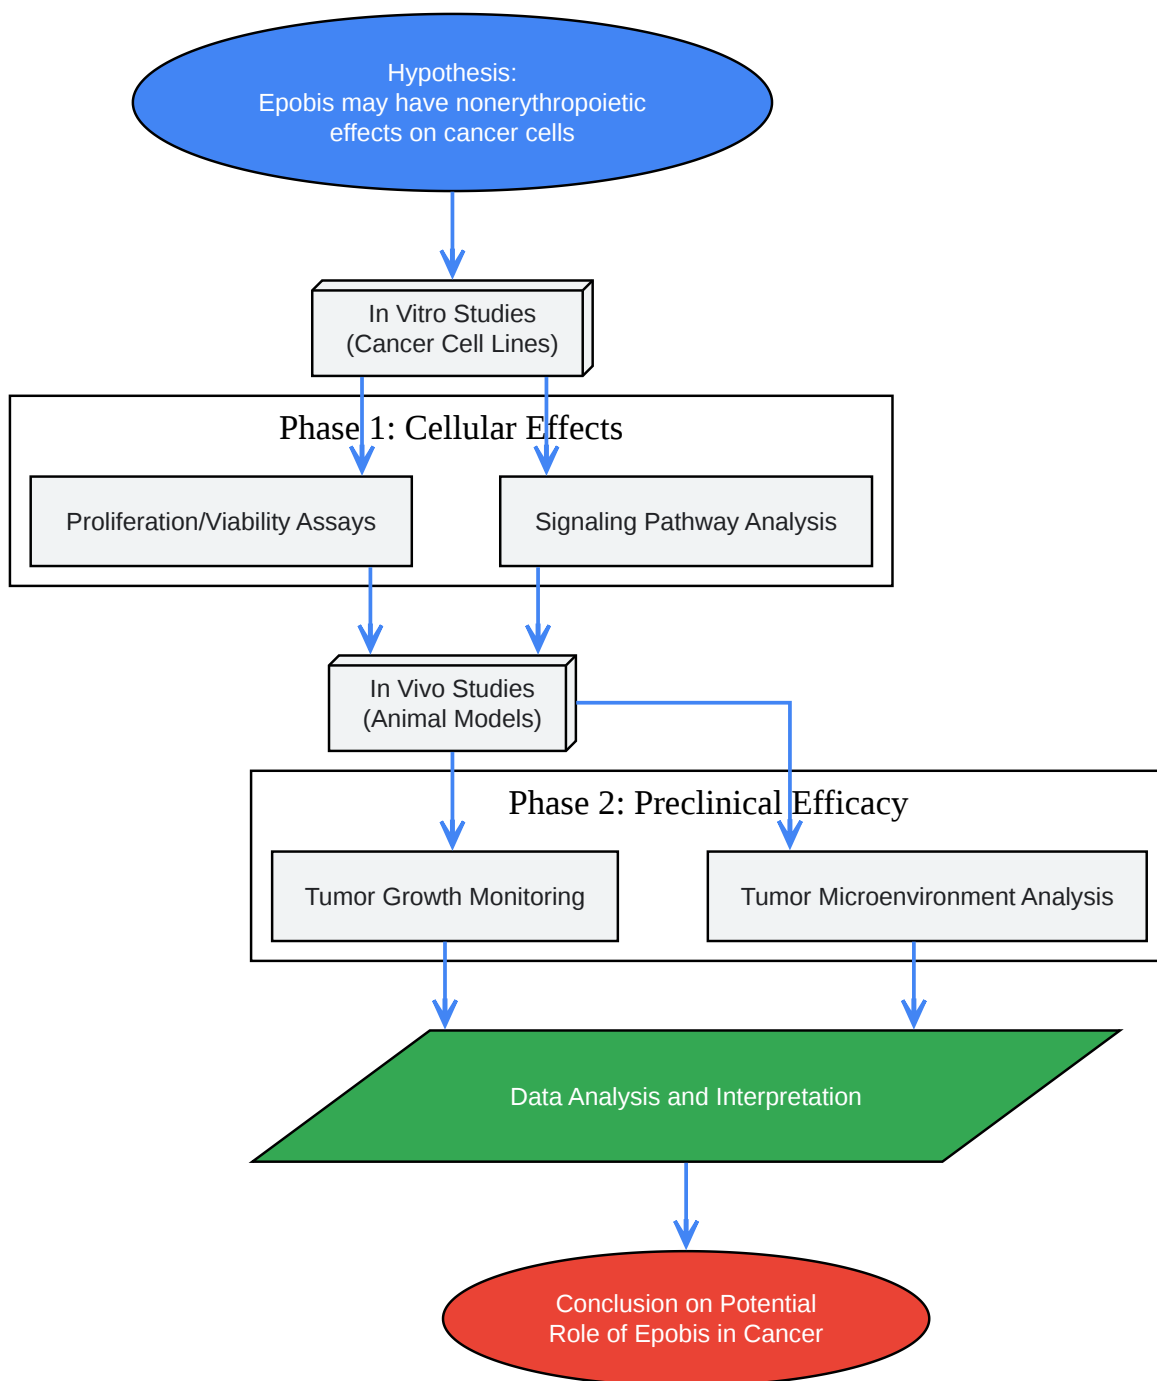 Hypothesis:
Epobis may have nonerythropoietic
effects on cancer cells
In Vitro Studies
(Cancer Cell Lines)
Phase 1: Cellular Effects
Proliferation/Viability Assays
Signaling Pathway Analysis
In Vivo Studies
(Animal Models)
Phase 2: Preclinical Efficacy
Tumor Growth Monitoring
Tumor Microenvironment Analysis
Data Analysis and Interpretation
Conclusion on Potential
Role of Epobis in Cancer